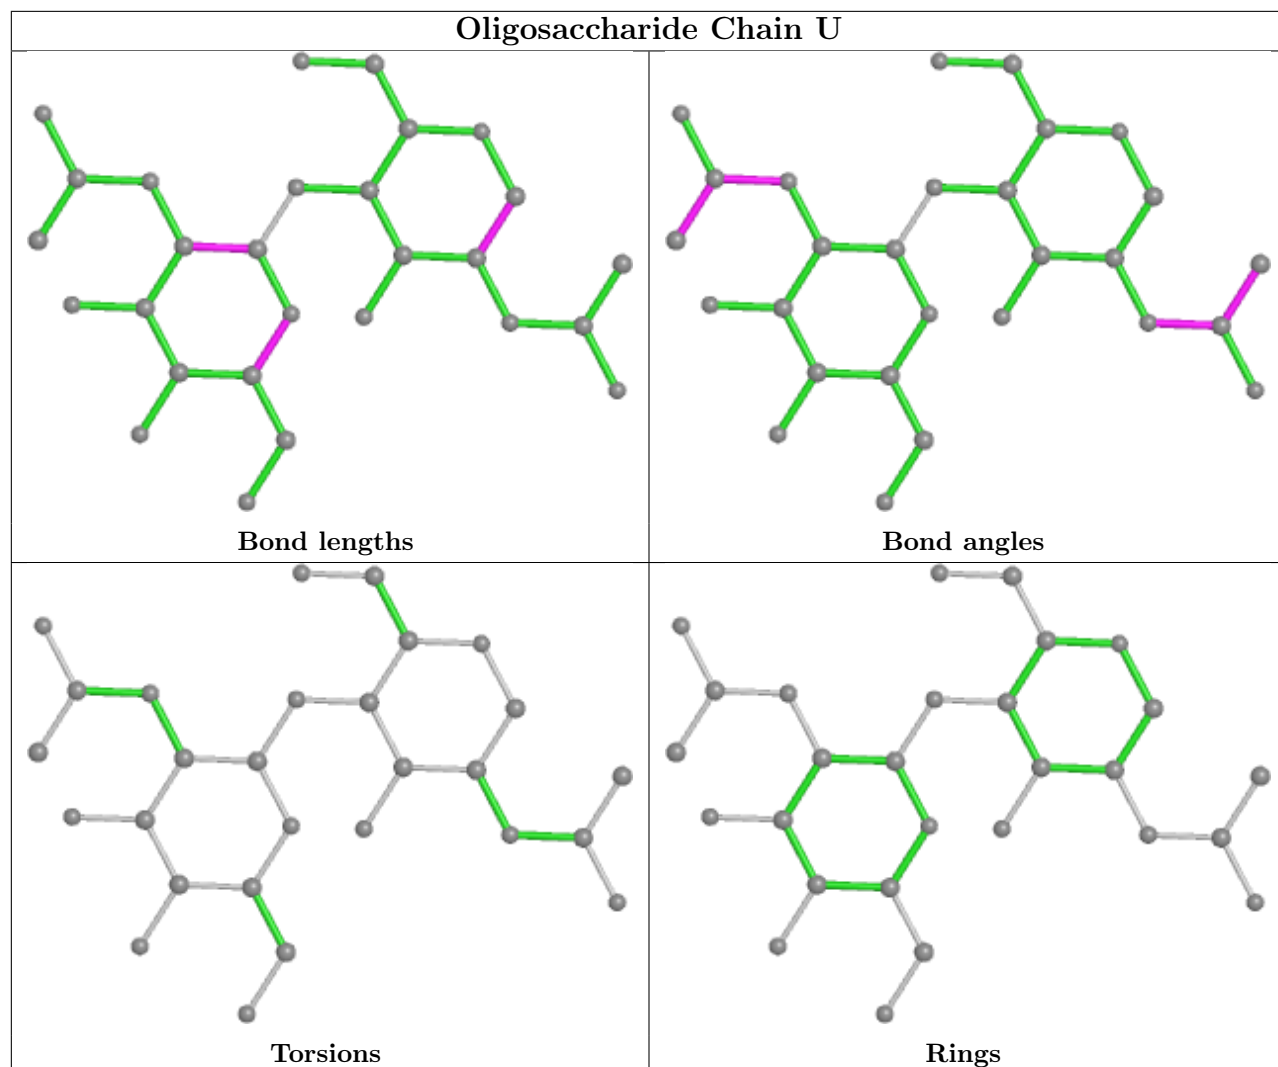 Oligosaccharide Chain U
Bond lengths
Bond angles
Torsions
Rings